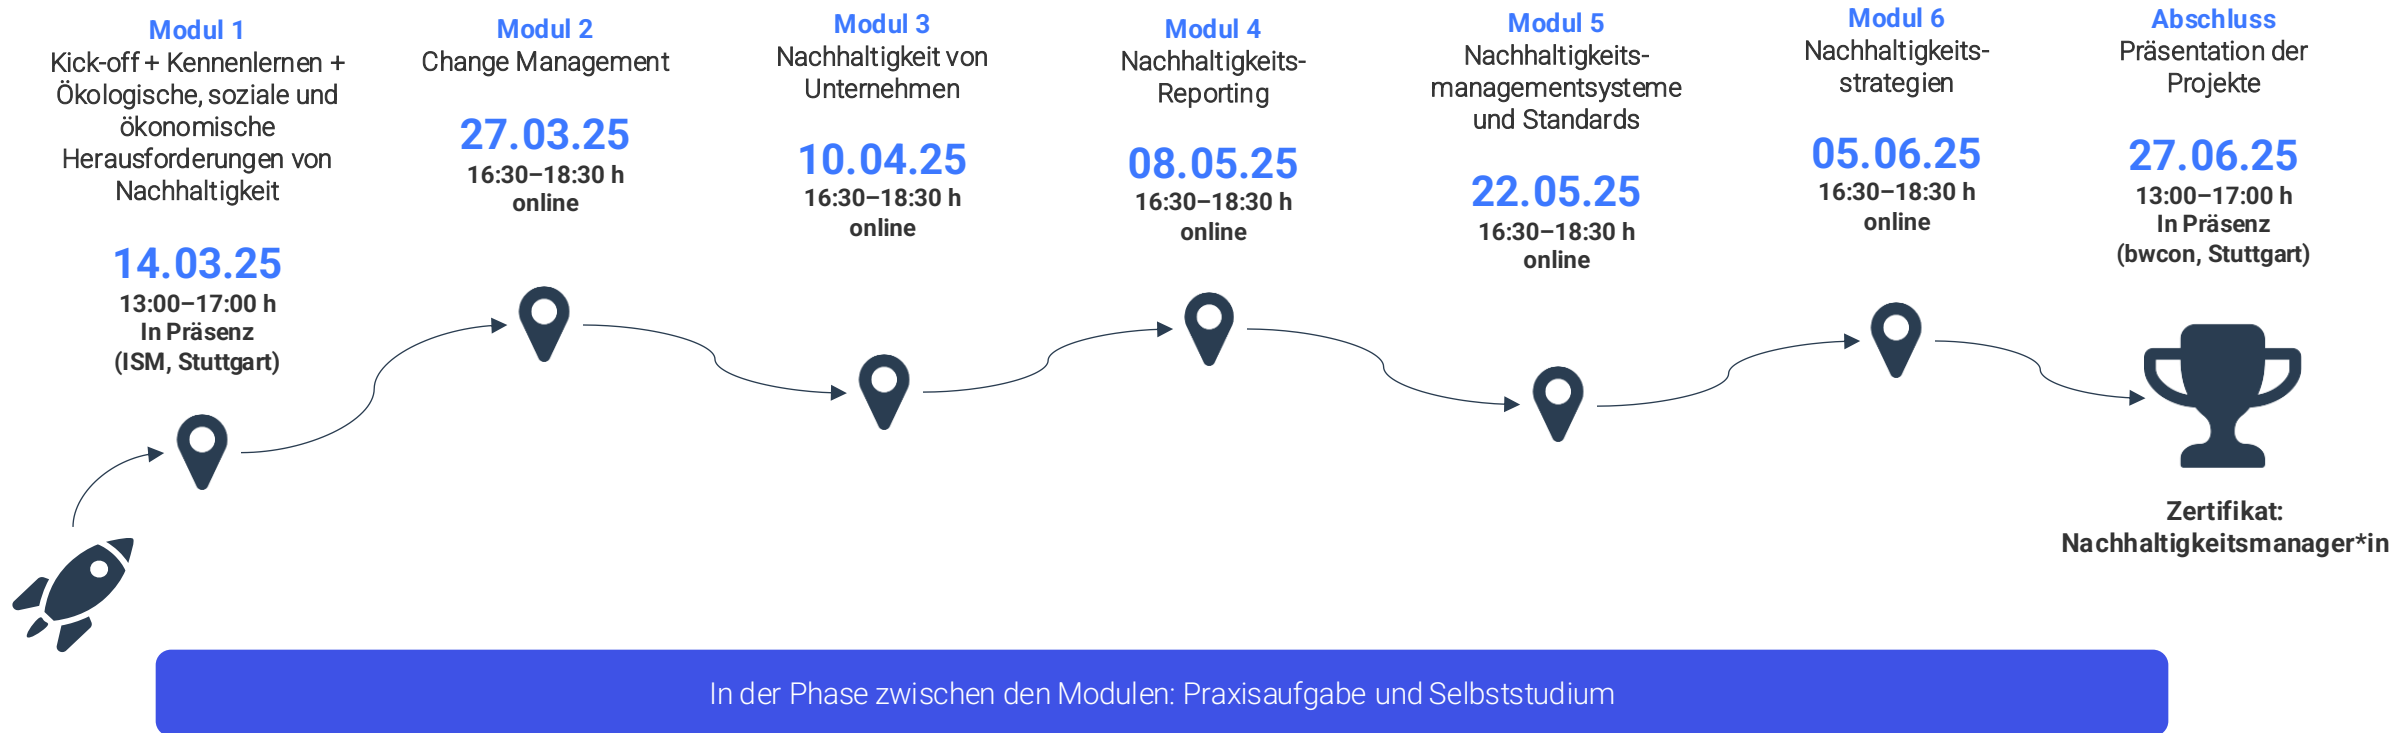 Modul 1
Kick-off + Kennenlernen +
Ökologische, soziale und
ökonomische
Herausforderungen von
Nachhaltigkeit
14.03.25
13:00–17:00 h
In Präsenz
(ISM, Stuttgart)
Modul 2
Change Management
27.03.25
16:30–18:30 h
online
Modul 3
Nachhaltigkeit von
Unternehmen
10.04.25
16:30–18:30 h
online
Modul 4
Nachhaltigkeits-
Reporting
08.05.25
16:30–18:30 h
online
Modul 5
Nachhaltigkeits-
managementsysteme
und Standards
22.05.25
16:30–18:30 h
online
Modul 6
Nachhaltigkeits-
strategien
05.06.25
16:30–18:30 h
online
Abschluss
Präsentation der
Projekte
27.06.25
13:00–17:00 h
In Präsenz
(bwcon, Stuttgart)
Zertifikat:
Nachhaltigkeitsmanager*in
In der Phase zwischen den Modulen: Praxisaufgabe und Selbststudium